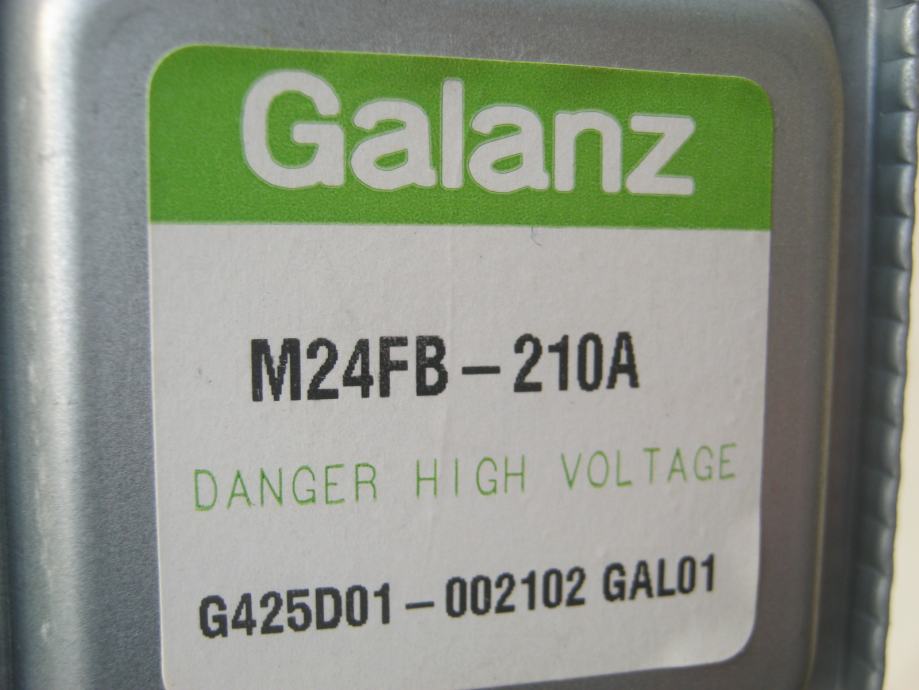 Galanz
M24FB-210A
DANGER HIGH VOLTAGE
G425D01-002102 GAL01